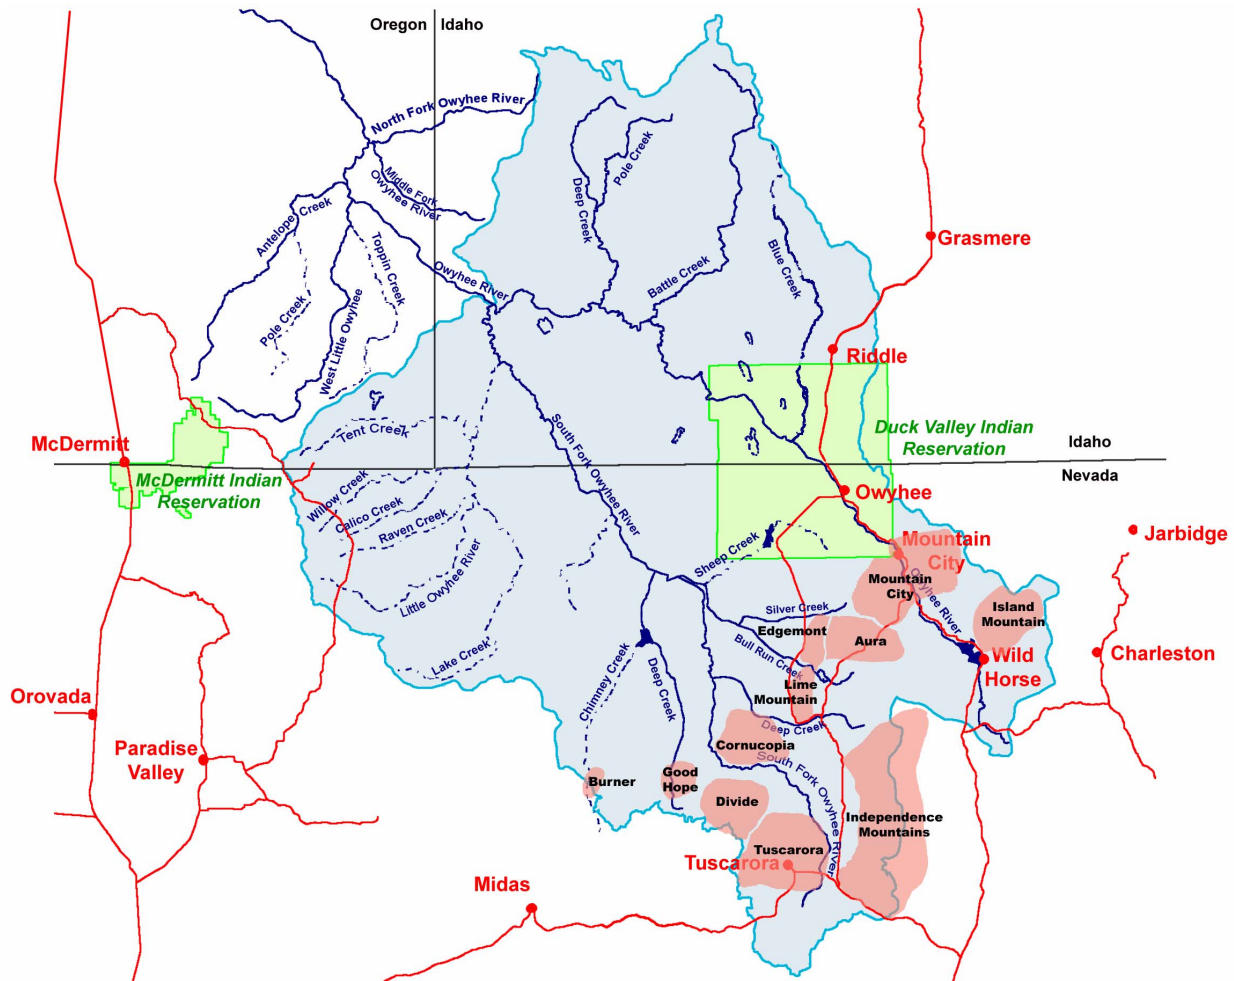 Oregon
Idaho
North Fork Owyhee River
Middle Fork
Owyhee River
Pole Creek
Deep Creek
Antelope Creek
Toppin Creek
Owyhee River
Battle Creek
Blue Creek
Grasmere
Pole Creek
West Little Owyhee
Riddle
Tent Creek
South Fork Owyhee River
Duck Valley Indian
Reservation
Idaho
Nevada
McDermitt
McDermitt Indian
Reservation
Willow Creek
Calico Creek
Raven Creek
Owyhee
Mountain
City
Jarbidge
Sheep Creek
Little Owyhee River
Mountain
City
Owyhee River
Island
Mountain
Silver Creek
Edgemont
Aura
Bull Run Creek
Wild
Horse
Charleston
Lake Creek
Chimney Creek
Deep Creek
Lime
Mountain
Orovada
Deep Creek
Paradise
Valley
Cornucopia
South Fork Owyhee River
Burner
Good
Hope
Divide
Independence
Mountains
Tuscarora
Tuscarora
Midas